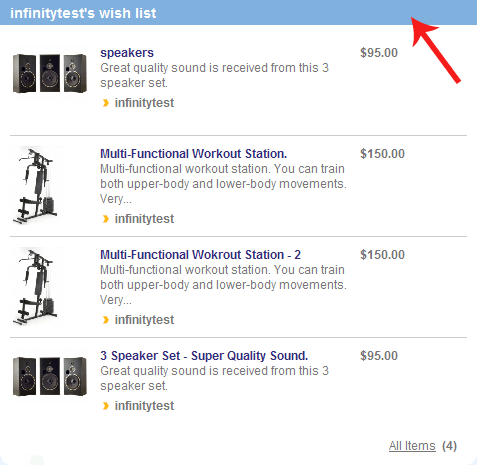 infinitytest's wish list
speakers $95.00
Great quality sound is received from this 3
speaker set.
infinitytest
Multi-Functional Workout Station. $150.00
Multi-functional workout station. You can train
both upper-body and lower-body movements.
Very...
infinitytest
Multi-Functional Wokrout Station - 2 $150.00
Multi-functional workout station. You can train
both upper-body and lower-body movements.
Very...
infinitytest
3 Speaker Set - Super Quality Sound. $95.00
Great quality sound is received from this 3
speaker set.
infinitytest
All Items (4)